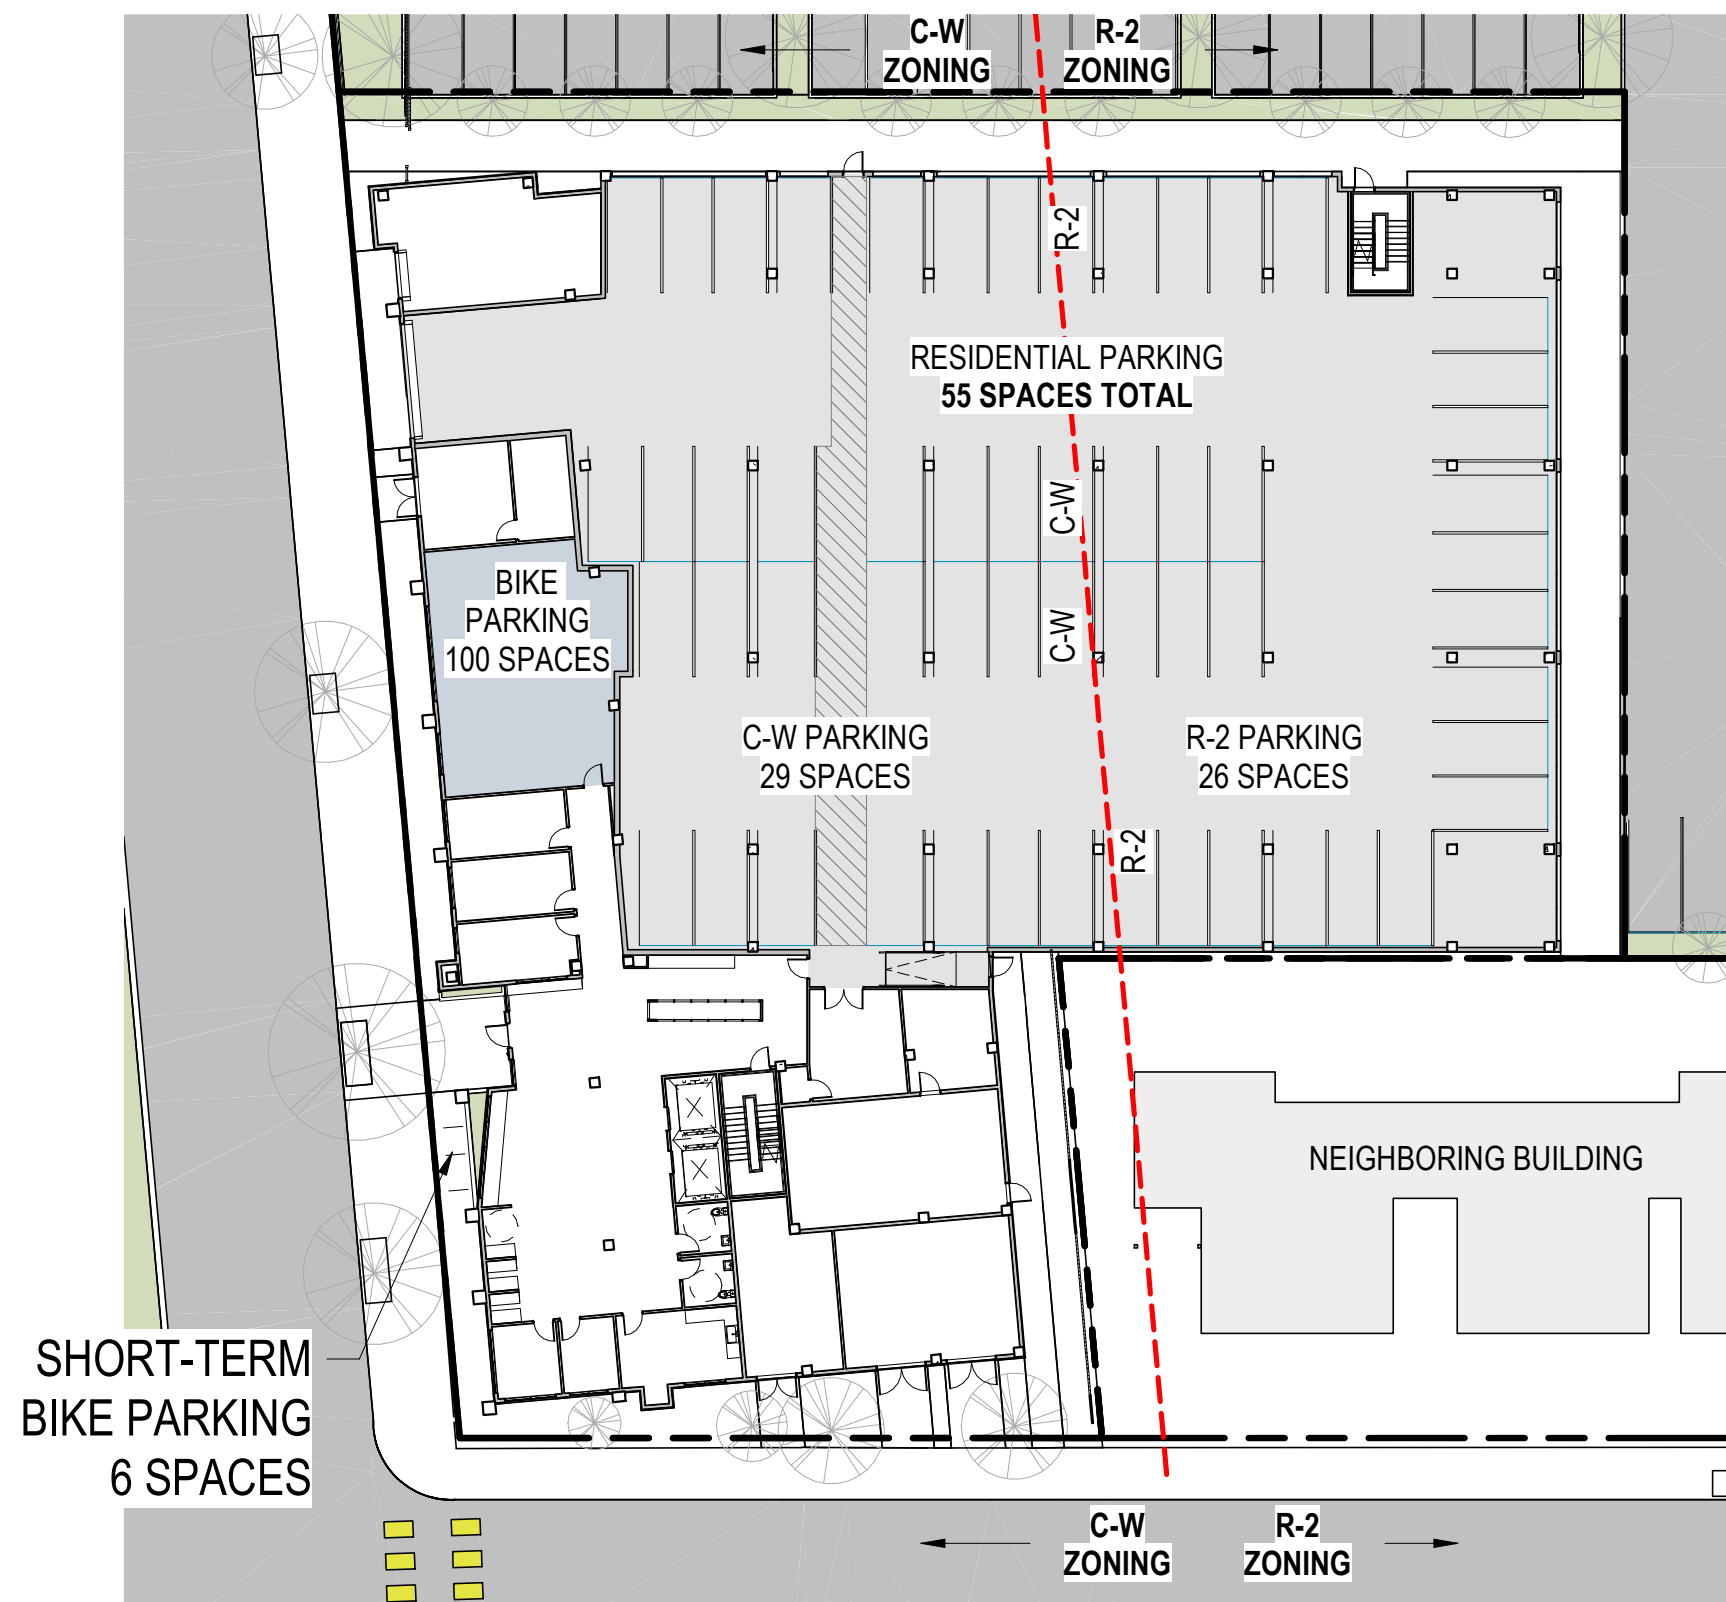 C-W
ZONING
R-2
ZONING
R-2
RESIDENTIAL PARKING
55 SPACES TOTAL
C-W
BIKE
PARKING
100 SPACES
C-W
C-W PARKING
29 SPACES
R-2 PARKING
26 SPACES
R-2
NEIGHBORING BUILDING
SHORT-TERM
BIKE PARKING
6 SPACES
C-W
ZONING
R-2
ZONING